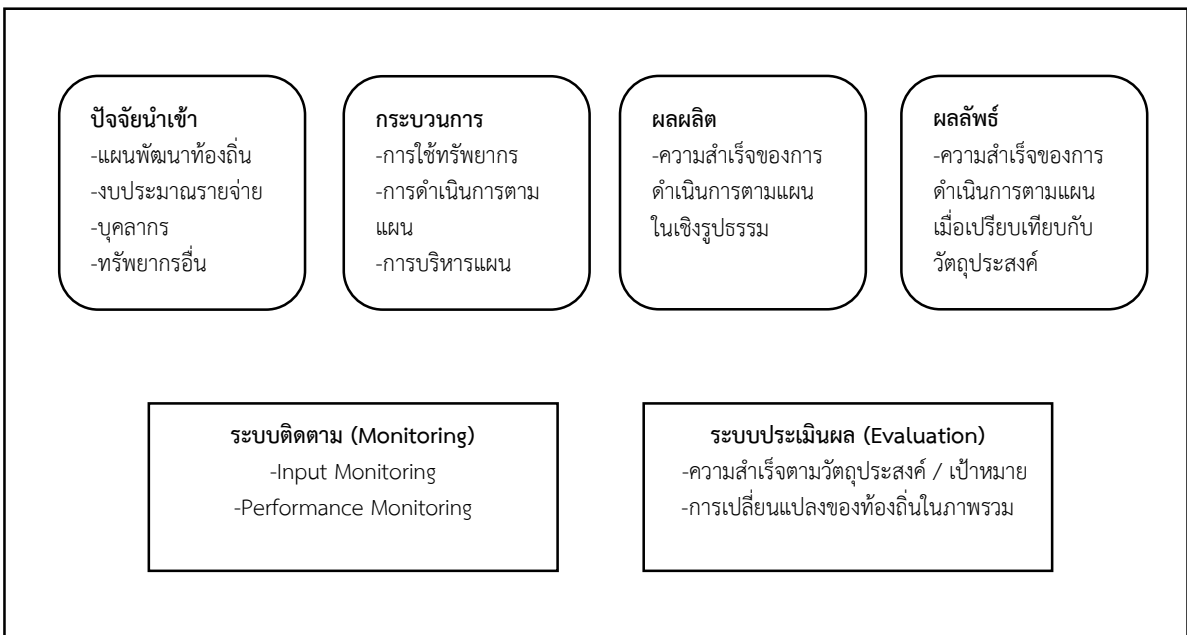 ปัจจัยนำเข้า
-แผนพัฒนาท้องถิ่น
-งบประมาณรายจ่าย
-บุคลากร
-ทรัพยากรอื่น
กระบวนการ
-การใช้ทรัพยากร
-การดำเนินการตาม
แผน
-การบริหารแผน
ผลผลิต
-ความสำเร็จของการ
ดำเนินการตามแผน
ในเชิงรูปธรรม
ผลลัพธ์
-ความสำเร็จของการ
ดำเนินการตามแผน
เมื่อเปรียบเทียบกับ
วัตถุประสงค์
ระบบติดตาม (Monitoring)
-Input Monitoring
-Performance Monitoring
ระบบประเมินผล (Evaluation)
-ความสำเร็จตามวัตถุประสงค์ / เป้าหมาย
-การเปลี่ยนแปลงของท้องถิ่นในภาพรวม